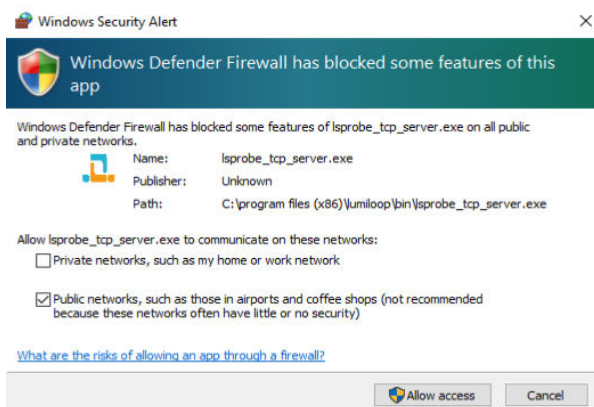 Windows Security Alert
Windows Defender Firewall has blocked some features of this
app
Windows Defender Firewall has blocked some features of lsprobe_tcp_server.exe on all public
and private networks.
Name: lsprobe_tcp_server.exe
Publisher: Unknown
Path: C:\program files (x86)\lumiloop\bin\lsprobe_tcp_server.exe
Allow lsprobe_tcp_server.exe to communicate on these networks:
Private networks, such as my home or work network
Public networks, such as those in airports and coffee shops (not recommended
because these networks often have little or no security)
What are the risks of allowing an app through a firewall?
Allow access Cancel